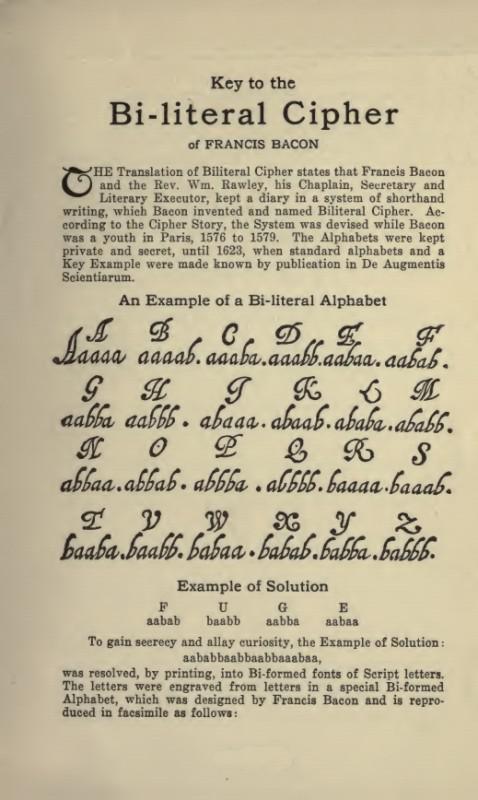 Key to the
Bi-literal Cipher
of FRANCIS BACON
THE Translation of Biliteral Cipher states that Francis Bacon
and the Rev. Wm. Rawley, his Chaplain, Secretary and
Literary Executor, kept a diary in a system of shorthand
writing, which Bacon invented and named Biliteral Cipher. Ac-
cording to the Cipher Story, the System was devised while Bacon
was a youth in Paris, 1576 to 1579. The Alphabets were kept
private and secret, until 1623, when standard alphabets and a
Key Example were made known by publication in De Augmentis
Scientiarum.
An Example of a Bi-literal Alphabet
A B C D E F
Aaaaa aaaab. aaaba. aaabb. aabaa. aabab.
G H I K L M
aabba aabbb. abaaa. abaab. ababa. ababb.
N O P Q R S
abbaa. abbab. abbba. abbbb. baaaa. baaab.
T V W X Y Z
baaba. baabb. babaa. babab. babba. babbb.
Example of Solution
F U G E
aabab baabb aabba aabaa
To gain secrecy and allay curiosity, the Example of Solution:
aababbaabbaabbaaabaa,
was resolved, by printing, into Bi-formed fonts of Script letters.
The letters were engraved from letters in a special Bi-formed
Alphabet, which was designed by Francis Bacon and is repro-
duced in facsimile as follows: